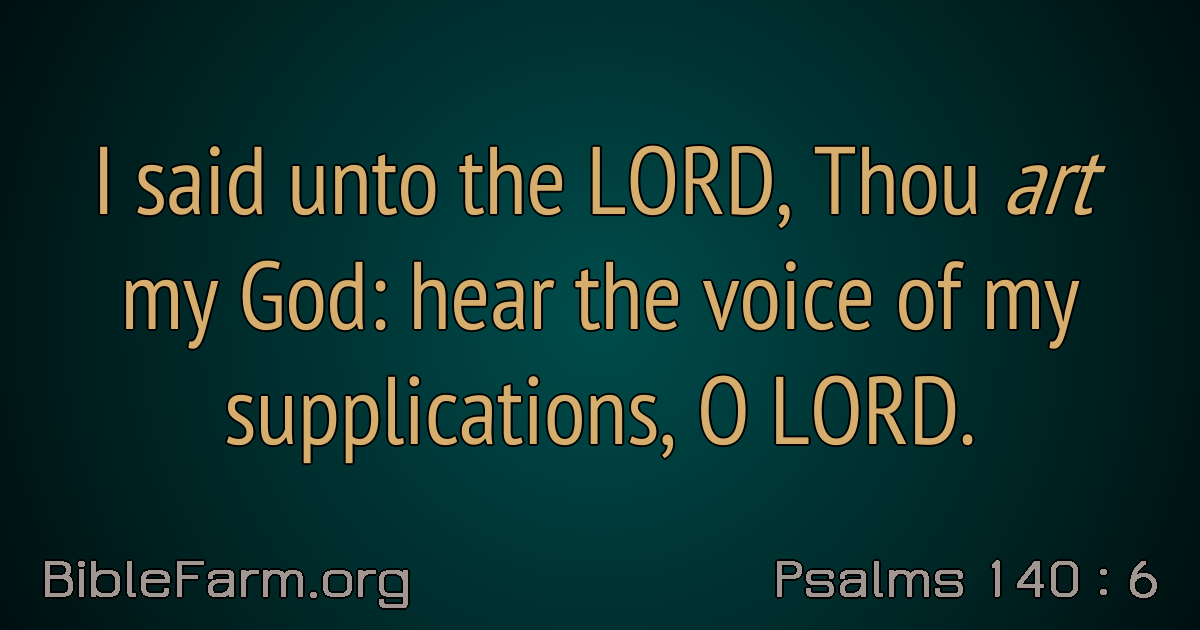 I said unto the LORD, Thou art
my God: hear the voice of my
supplications, O LORD.
BibleFarm.org
Psalms 140 : 6